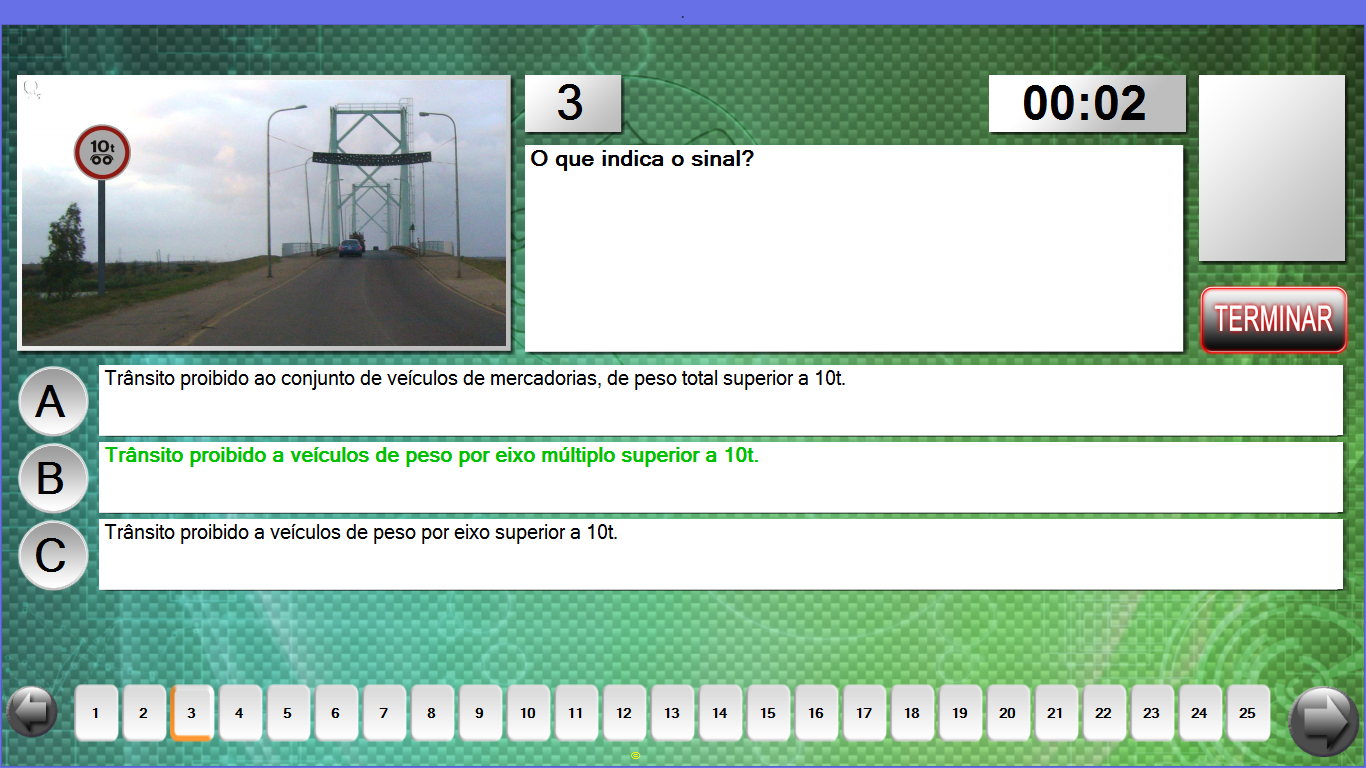 10t
3
00:02
O que indica o sinal?
TERMINAR
A
Trânsito proibido ao conjunto de veículos de mercadorias, de peso total superior a 10t.
B
Trânsito proibido a veículos de peso por eixo múltiplo superior a 10t.
C
Trânsito proibido a veículos de peso por eixo superior a 10t.
1 2 3 4 5 6 7 8 9 10 11 12 13 14 15 16 17 18 19 20 21 22 23 24 25